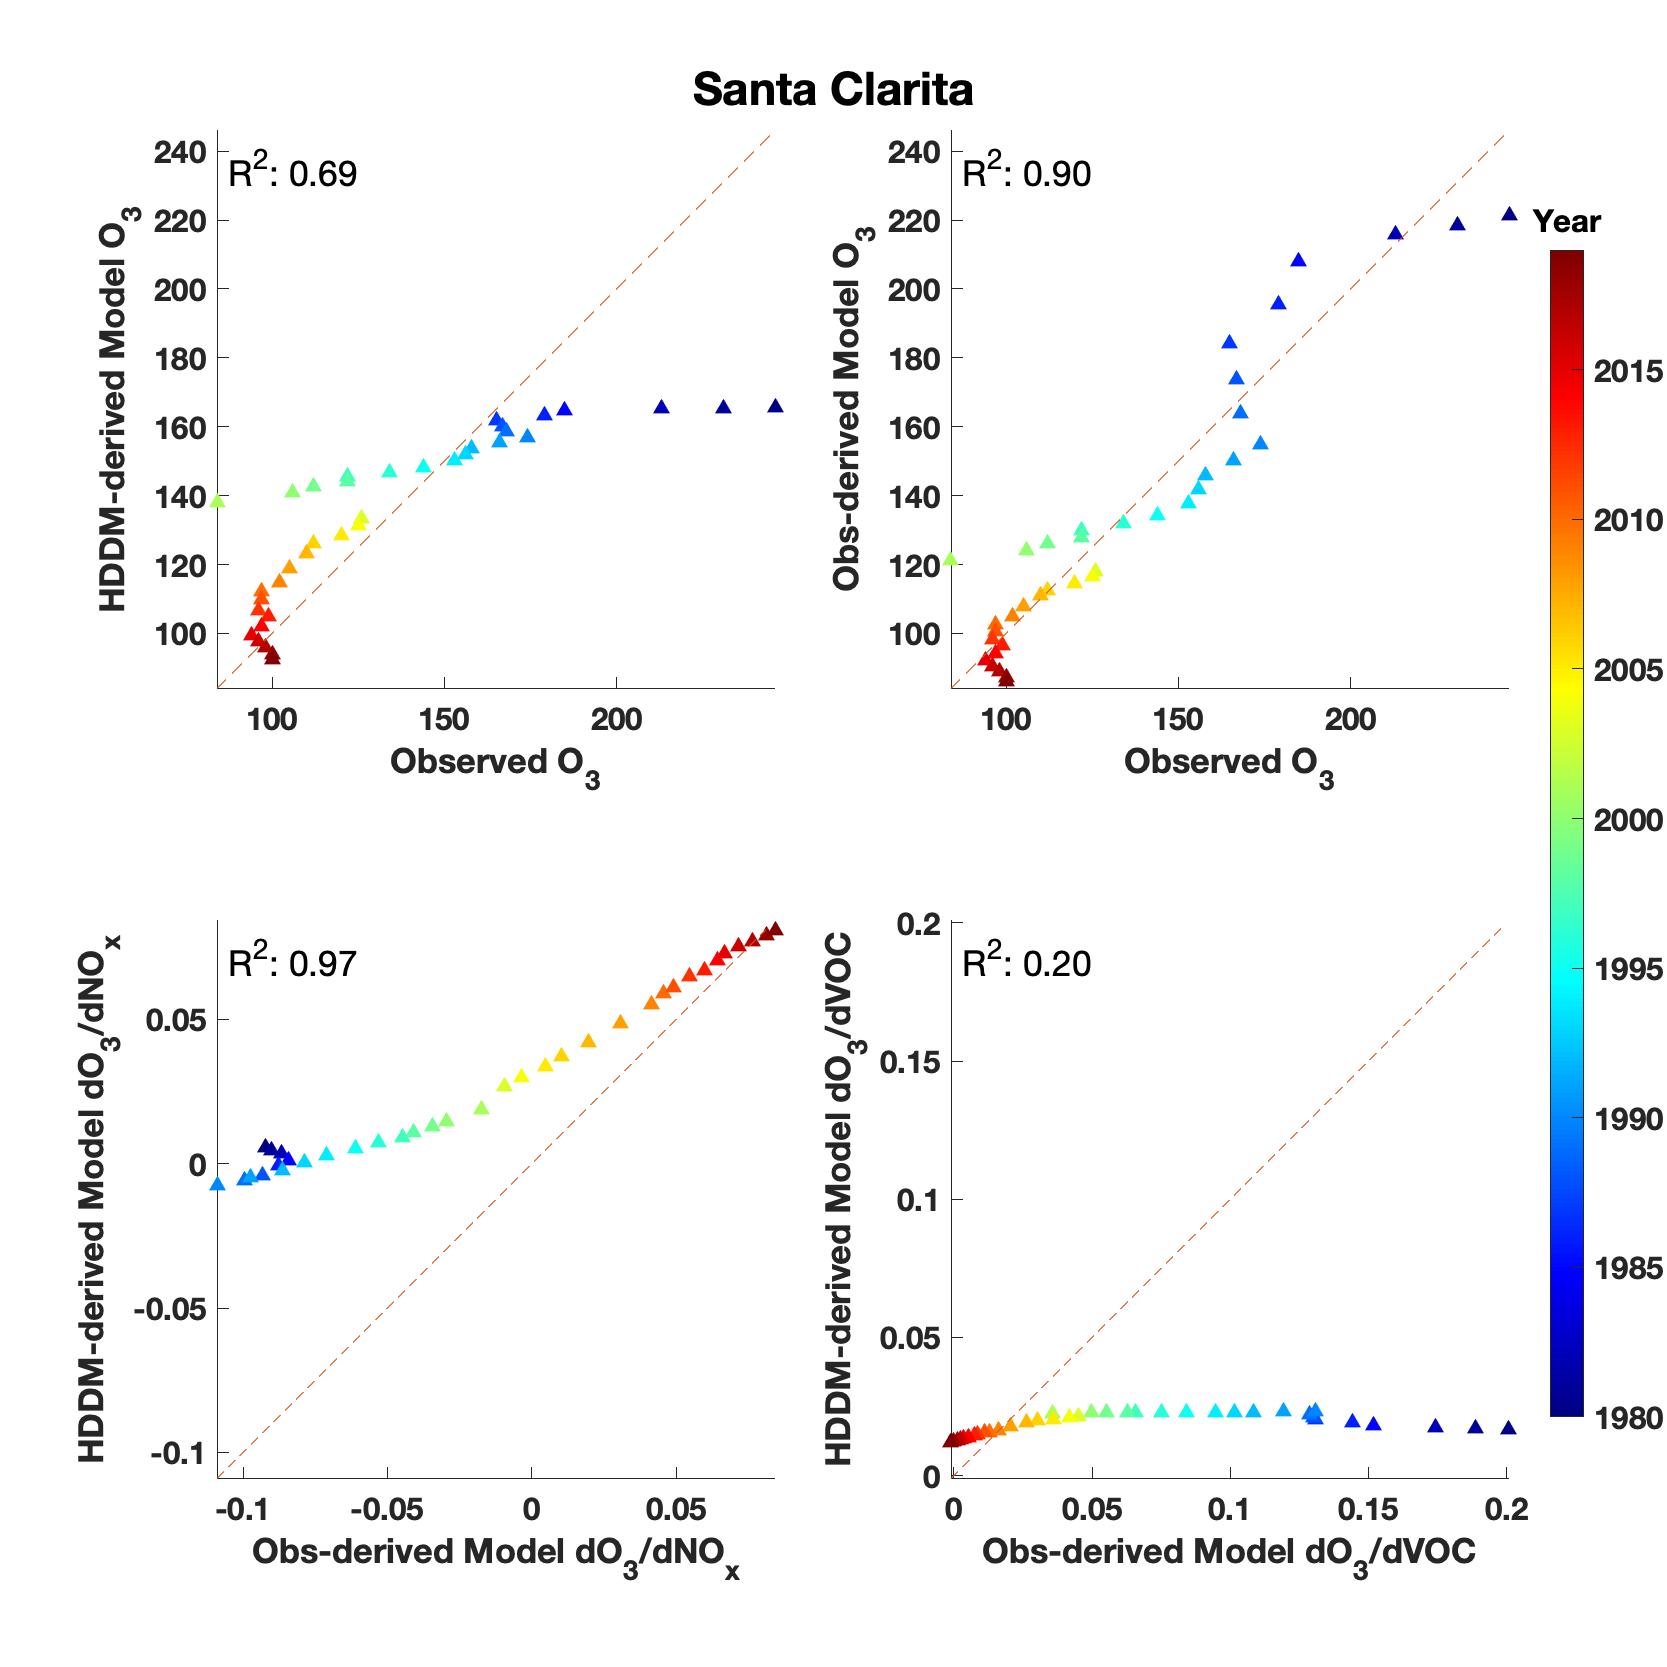 Santa Clarita
R²: 0.69
240
220
200
180
160
140
120
100
HDDM-derived Model O₃
100 150 200
Observed O₃
R²: 0.90
240
220
200
180
160
140
120
100
Obs-derived Model O₃
100 150 200
Observed O₃
Year
2015
2010
2005
2000
1995
1990
1985
1980
R²: 0.97
0.05
0
-0.05
-0.1
HDDM-derived Model dO₃/dNOₓ
-0.1 -0.05 0 0.05
Obs-derived Model dO₃/dNOₓ
R²: 0.20
0.2
0.15
0.1
0.05
0
HDDM-derived Model dO₃/dVOC
0 0.05 0.1 0.15 0.2
Obs-derived Model dO₃/dVOC